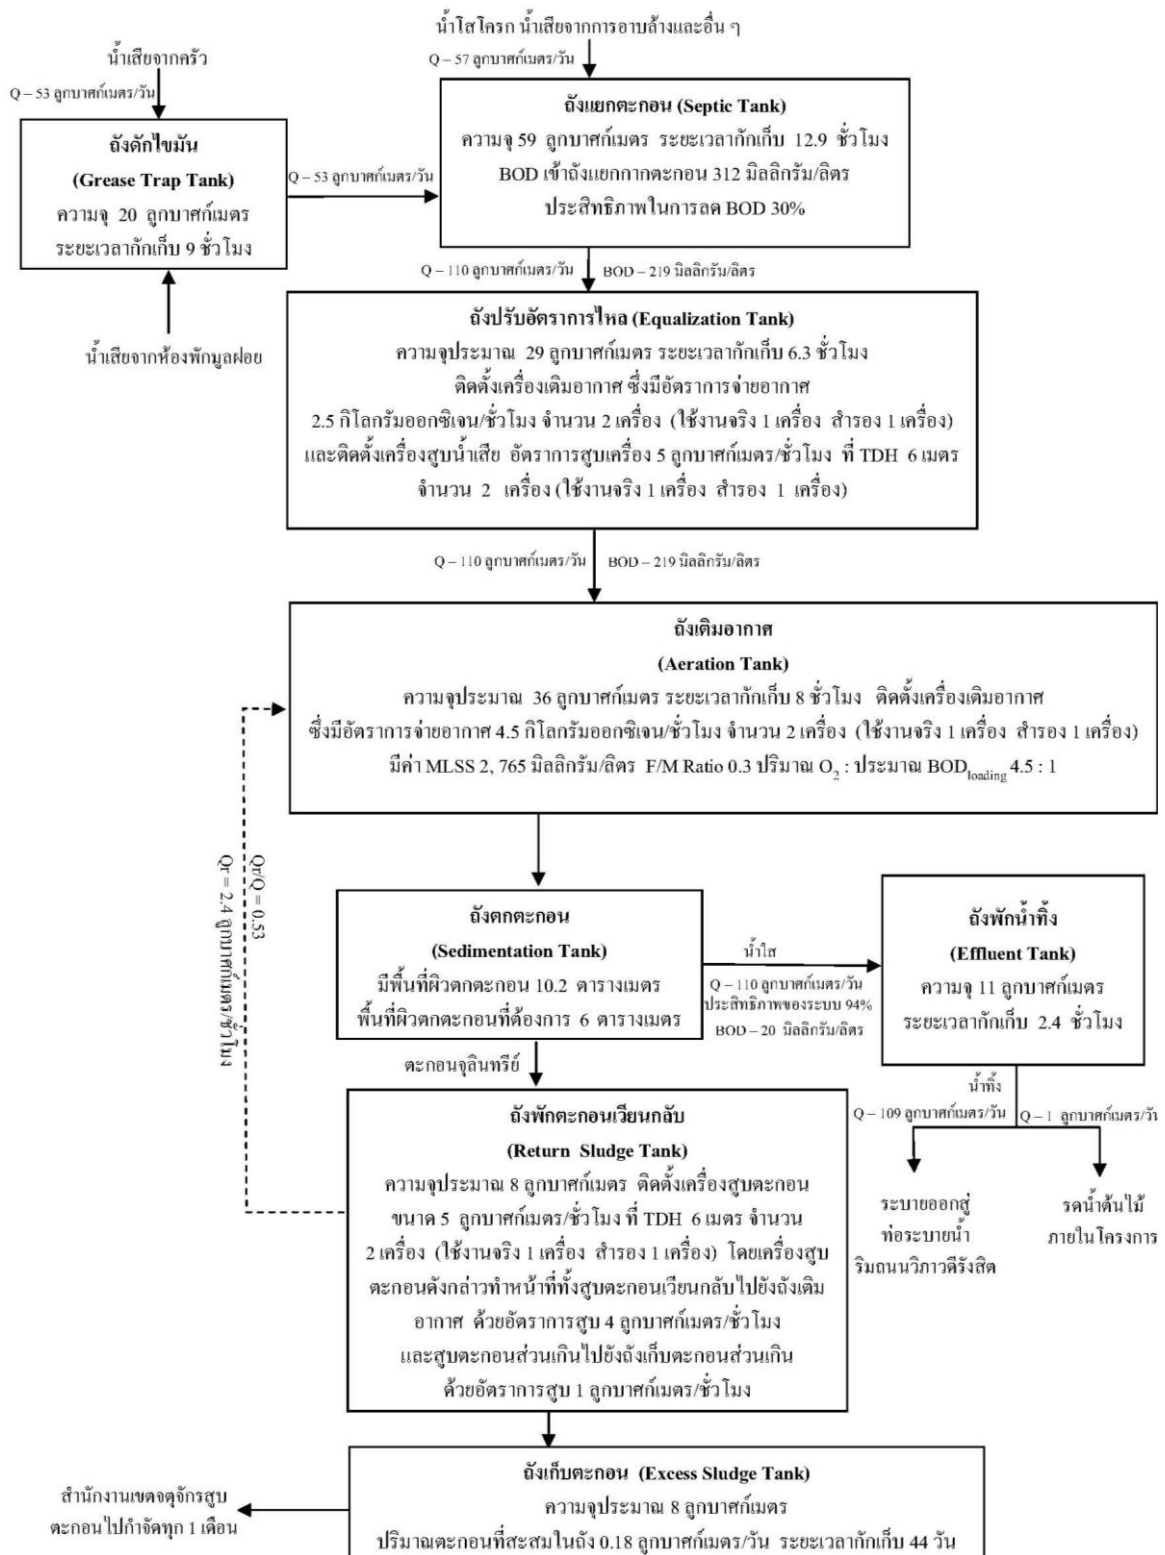 น้ำโสโครก น้ำเสียจากการอาบล้างและอื่น ๆ
น้ำเสียจากครัว
Q – 57 ลูกบาศก์เมตร/วัน
Q – 53 ลูกบาศก์เมตร/วัน
ถังดักไขมัน
(Grease Trap Tank)
ความจุ 20 ลูกบาศก์เมตร
ระยะเวลากักเก็บ 9 ชั่วโมง
Q – 53 ลูกบาศก์เมตร/วัน
น้ำเสียจากห้องพักมูลฝอย
ถังแยกตะกอน (Septic Tank)
ความจุ 59 ลูกบาศก์เมตร ระยะเวลากักเก็บ 12.9 ชั่วโมง
BOD เข้าถังแยกกากตะกอน 312 มิลลิกรัม/ลิตร
ประสิทธิภาพในการลด BOD 30%
Q – 110 ลูกบาศก์เมตร/วัน
BOD – 219 มิลลิกรัม/ลิตร
ถังปรับอัตราการไหล (Equalization Tank)
ความจุประมาณ 29 ลูกบาศก์เมตร ระยะเวลากักเก็บ 6.3 ชั่วโมง
ติดตั้งเครื่องเติมอากาศ ซึ่งมีอัตราการจ่ายอากาศ
2.5 กิโลกรัมออกซิเจน/ชั่วโมง จำนวน 2 เครื่อง (ใช้งานจริง 1 เครื่อง สำรอง 1 เครื่อง)
และติดตั้งเครื่องสูบน้ำเสีย อัตราการสูบเครื่อง 5 ลูกบาศก์เมตร/ชั่วโมง ที่ TDH 6 เมตร
จำนวน 2 เครื่อง (ใช้งานจริง 1 เครื่อง สำรอง 1 เครื่อง)
Q – 110 ลูกบาศก์เมตร/วัน
BOD – 219 มิลลิกรัม/ลิตร
ถังเติมอากาศ
(Aeration Tank)
ความจุประมาณ 36 ลูกบาศก์เมตร ระยะเวลากักเก็บ 8 ชั่วโมง ติดตั้งเครื่องเติมอากาศ
ซึ่งมีอัตราการจ่ายอากาศ 4.5 กิโลกรัมออกซิเจน/ชั่วโมง จำนวน 2 เครื่อง (ใช้งานจริง 1 เครื่อง สำรอง 1 เครื่อง)
มีค่า MLSS 2, 765 มิลลิกรัม/ลิตร F/M Ratio 0.3 ปริมาณ O2 : ประมาณ BODloading 4.5 : 1
Qr/Q = 0.53
Qr = 2.4 ลูกบาศก์เมตร/ชั่วโมง
ถังตกตะกอน
(Sedimentation Tank)
มีพื้นที่ผิวตกตะกอน 10.2 ตารางเมตร
พื้นที่ผิวตกตะกอนที่ต้องการ 6 ตารางเมตร
น้ำใส
Q – 110 ลูกบาศก์เมตร/วัน
ประสิทธิภาพของระบบ 94%
BOD – 20 มิลลิกรัม/ลิตร
ถังพักน้ำทิ้ง
(Effluent Tank)
ความจุ 11 ลูกบาศก์เมตร
ระยะเวลากักเก็บ 2.4 ชั่วโมง
ตะกอนจุลินทรีย์
น้ำทิ้ง
Q – 109 ลูกบาศก์เมตร/วัน
Q – 1 ลูกบาศก์เมตร/วัน
ระบายออกสู่
ท่อระบายน้ำ
ริมถนนวิภาวดีรังสิต
รดน้ำต้นไม้
ภายในโครงการ
ถังพักตะกอนเวียนกลับ
(Return Sludge Tank)
ความจุประมาณ 8 ลูกบาศก์เมตร ติดตั้งเครื่องสูบตะกอน
ขนาด 5 ลูกบาศก์เมตร/ชั่วโมง ที่ TDH 6 เมตร จำนวน
2 เครื่อง (ใช้งานจริง 1 เครื่อง สำรอง 1 เครื่อง) โดยเครื่องสูบ
ตะกอนดังกล่าวทำหน้าที่ทั้งสูบตะกอนเวียนกลับไปยังถังเติม
อากาศ ด้วยอัตราการสูบ 4 ลูกบาศก์เมตร/ชั่วโมง
และสูบตะกอนส่วนเกินไปยังถังเก็บตะกอนส่วนเกิน
ด้วยอัตราการสูบ 1 ลูกบาศก์เมตร/ชั่วโมง
ถังเก็บตะกอน (Excess Sludge Tank)
ความจุประมาณ 8 ลูกบาศก์เมตร
ปริมาณตะกอนที่สะสมในถัง 0.18 ลูกบาศก์เมตร/วัน ระยะเวลากักเก็บ 44 วัน
สำนักงานเขตจตุจักรสูบ
ตะกอนไปกำจัดทุก 1 เดือน